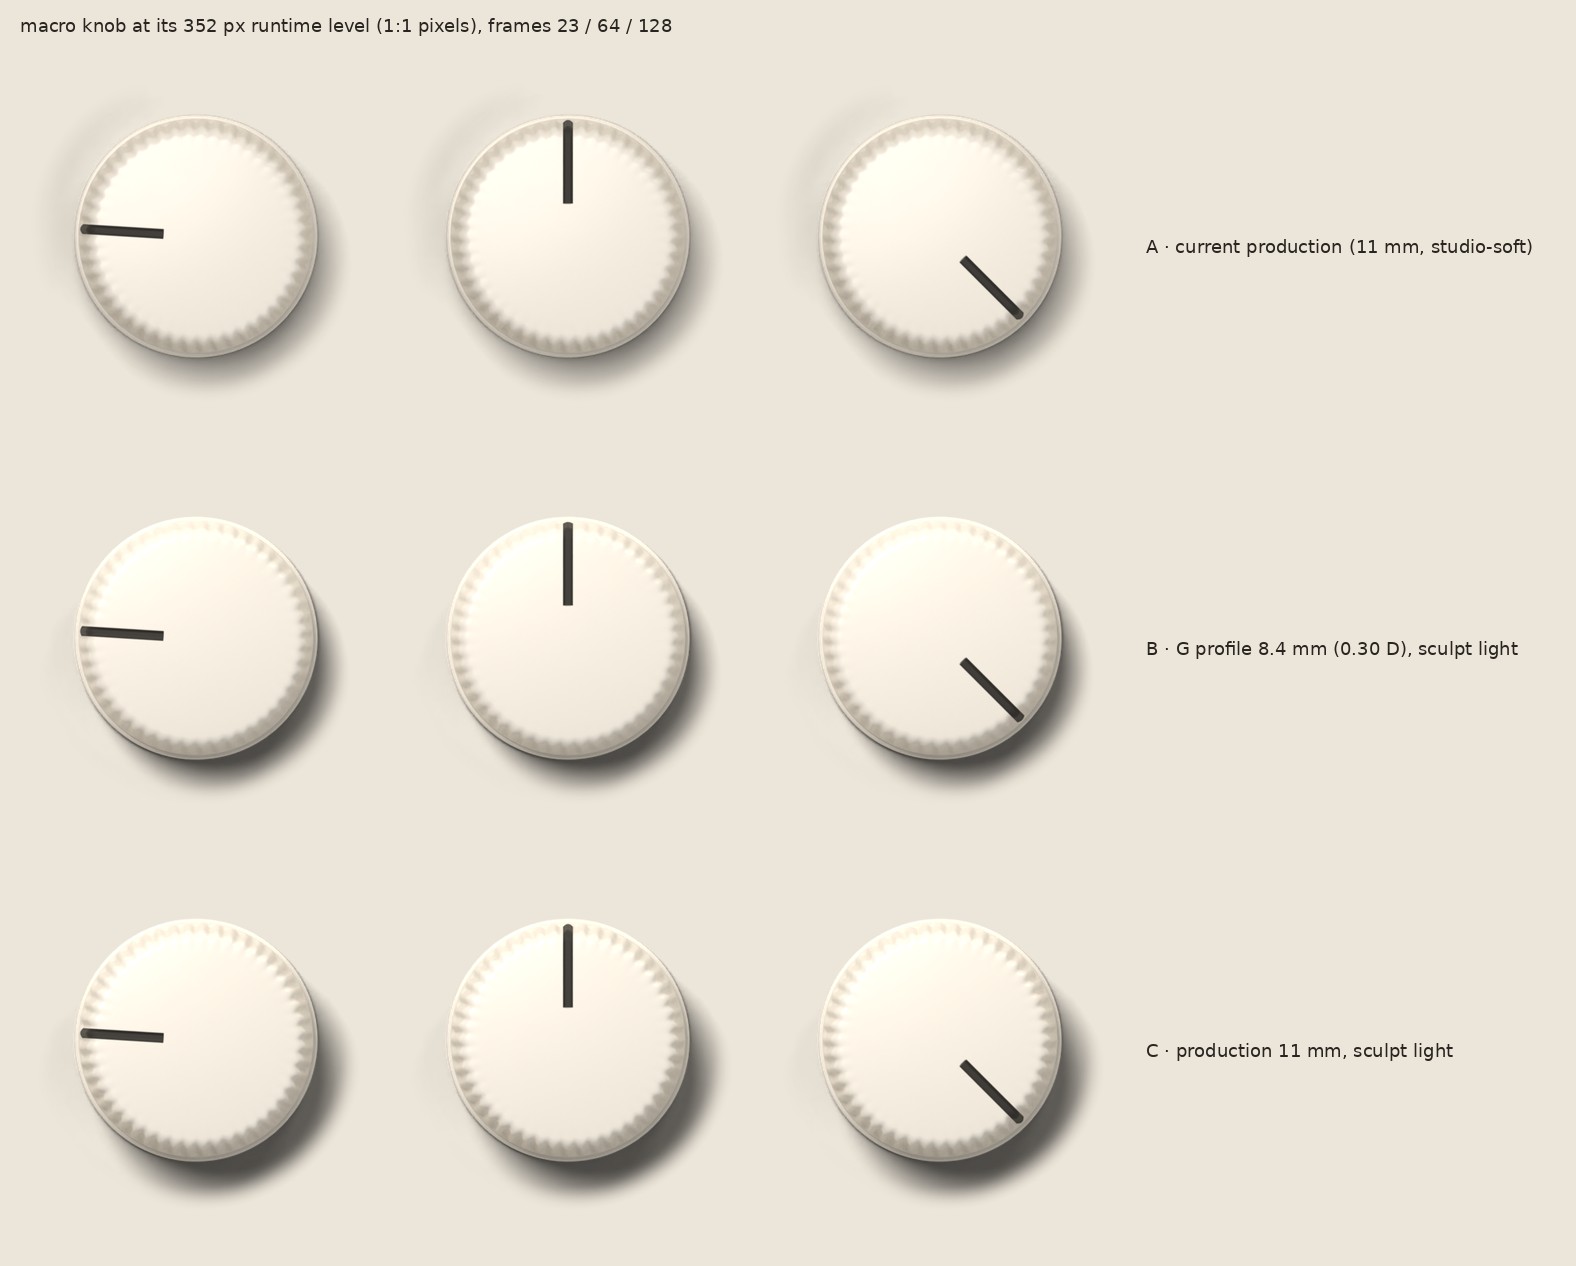 macro knob at its 352 px runtime level (1:1 pixels), frames 23 / 64 / 128
A · current production (11 mm, studio-soft)
B · G profile 8.4 mm (0.30 D), sculpt light
C · production 11 mm, sculpt light